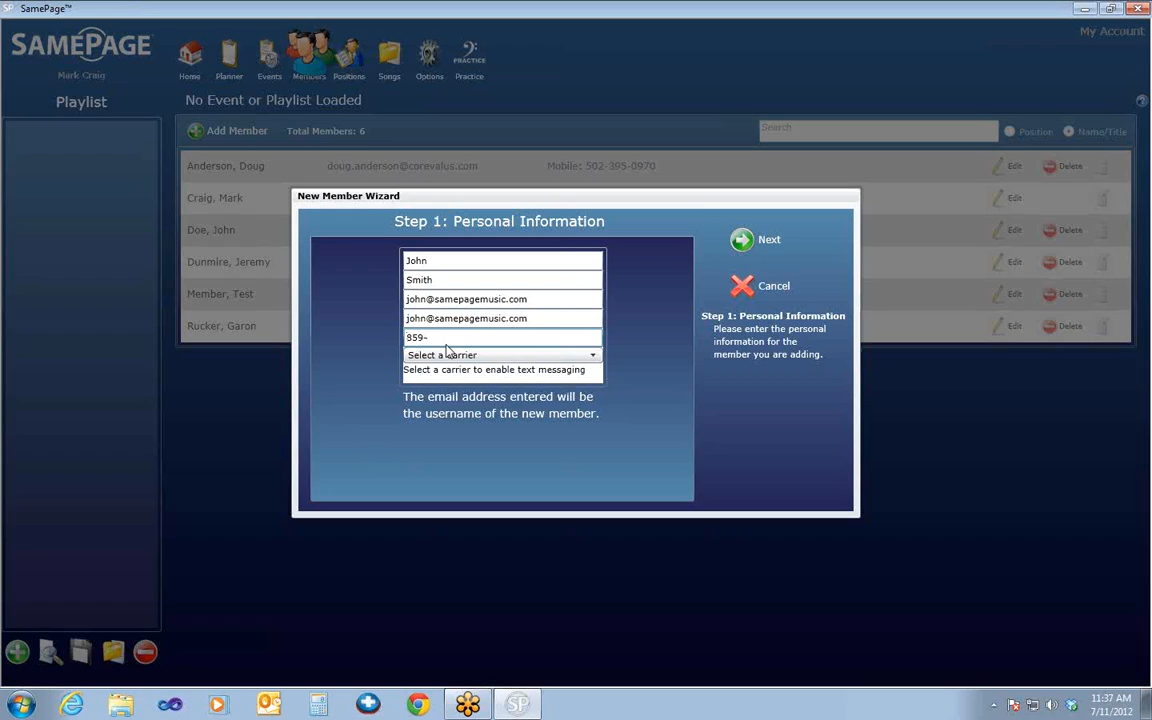 SamePage™
SAMEPAGE
Mark Craig
Home
Planner
Events
Members
Positions
Songs
Options
PRACTICE
Practice
My Account
Playlist
No Event or Playlist Loaded
Add Member
Total Members: 6
Search
Position
Name/Title
Anderson, Doug
doug.anderson@corevalus.com
Mobile: 502-395-0970
Edit
Delete
Craig, Mark
Edit
Doe, John
Edit
Delete
Dunmire, Jeremy
Edit
Delete
Member, Test
Edit
Delete
Rucker, Garon
Edit
Delete
New Member Wizard
Step 1: Personal Information
John
Smith
john@samepagemusic.com
john@samepagemusic.com
859-
Select a carrier
Select a carrier to enable text messaging
The email address entered will be
the username of the new member.
Next
Cancel
Step 1: Personal Information
Please enter the personal
information for the
member you are adding.
SP
11:37 AM
7/11/2012